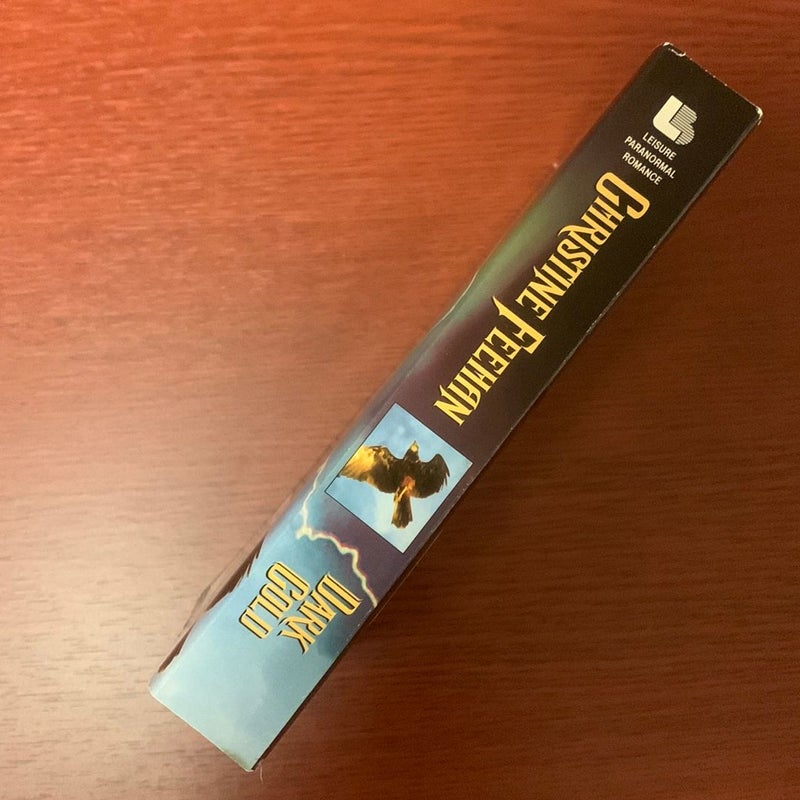 LB
LEISURE
PARANORMAL
ROMANCE
CHRISTINE FEEHAN
DARK
GOLD